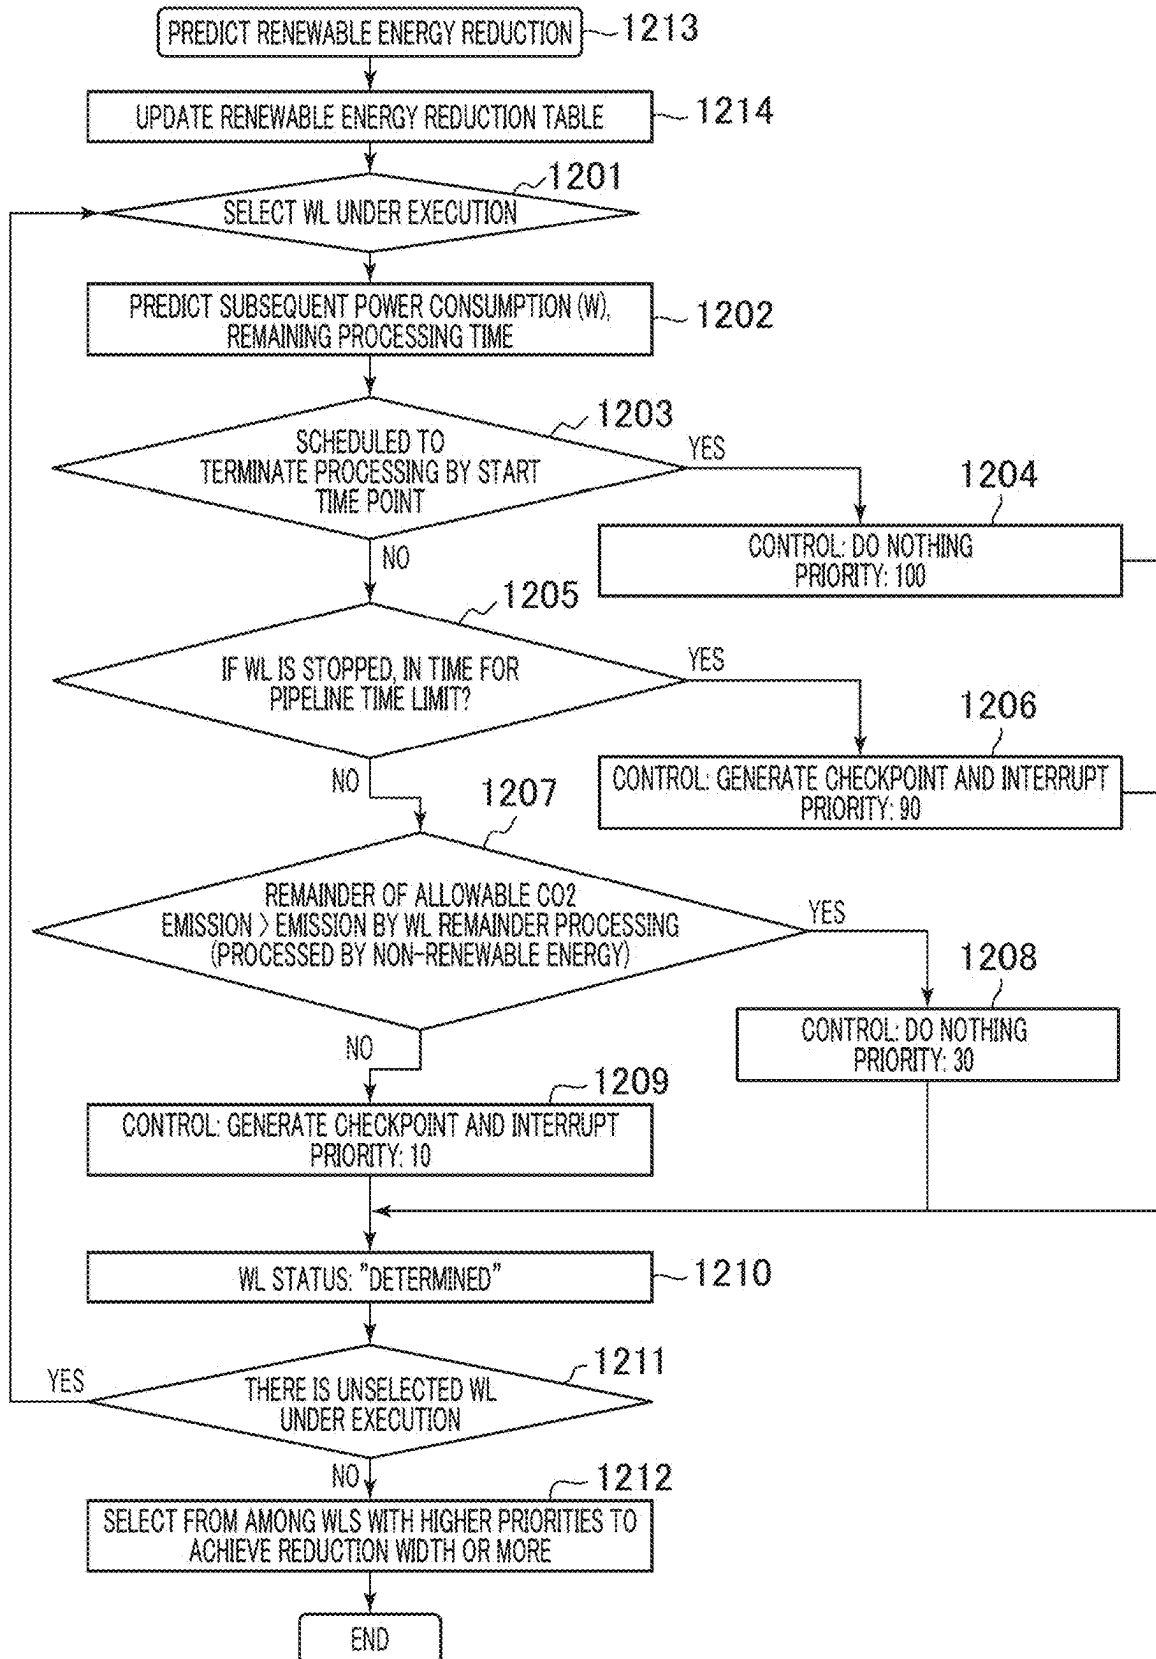 PREDICT RENEWABLE ENERGY REDUCTION
1213
UPDATE RENEWABLE ENERGY REDUCTION TABLE
1214
1201
SELECT WL UNDER EXECUTION
PREDICT SUBSEQUENT POWER CONSUMPTION (W),
REMAINING PROCESSING TIME
1202
1203
SCHEDULED TO
TERMINATE PROCESSING BY START
TIME POINT
YES
1204
CONTROL: DO NOTHING
PRIORITY: 100
NO
1205
IF WL IS STOPPED, IN TIME FOR
PIPELINE TIME LIMIT?
YES
1206
CONTROL: GENERATE CHECKPOINT AND INTERRUPT
PRIORITY: 90
NO
1207
REMAINDER OF ALLOWABLE CO2
EMISSION > EMISSION BY WL REMAINDER PROCESSING
(PROCESSED BY NON-RENEWABLE ENERGY)
YES
1208
CONTROL: DO NOTHING
PRIORITY: 30
NO
1209
CONTROL: GENERATE CHECKPOINT AND INTERRUPT
PRIORITY: 10
WL STATUS: "DETERMINED"
1210
1211
YES
THERE IS UNSELECTED WL
UNDER EXECUTION
NO
1212
SELECT FROM AMONG WLS WITH HIGHER PRIORITIES TO
ACHIEVE REDUCTION WIDTH OR MORE
END